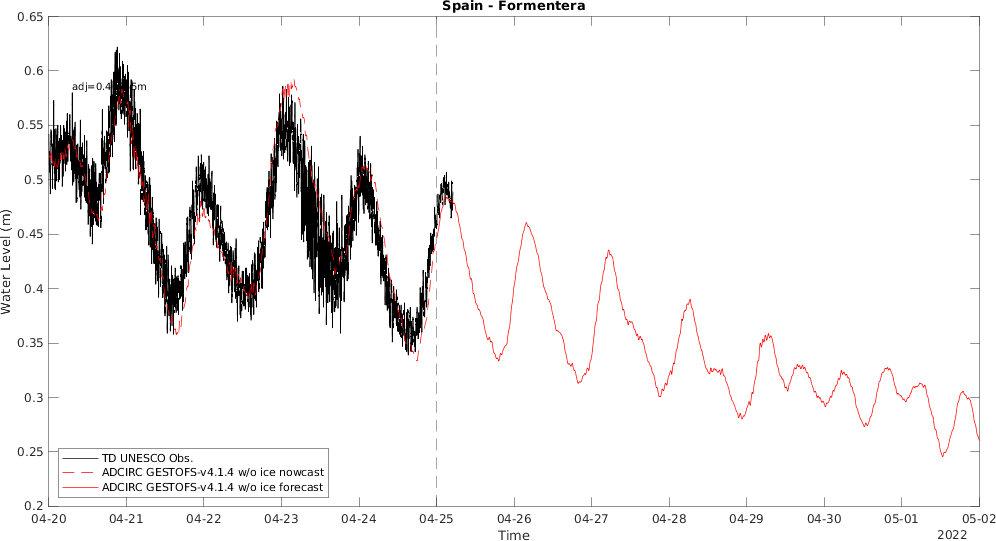 Spain - Formentera
0.65
0.6
0.55
0.5
0.45
0.4
0.35
0.3
0.25
0.2
Water Level (m)
TD UNESCO Obs.
ADCIRC GESTOFS-v4.1.4 w/o ice nowcast
ADCIRC GESTOFS-v4.1.4 w/o ice forecast
04-20 04-21 04-22 04-23 04-24 04-25 04-26 04-27 04-28 04-29 04-30 05-01 05-02
Time
2022